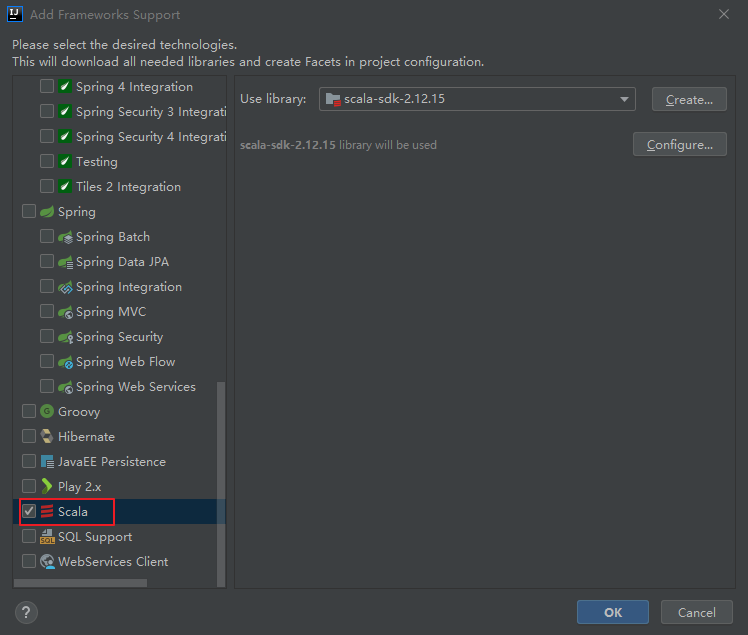 Add Frameworks Support
Please select the desired technologies.
This will download all needed libraries and create Facets in project configuration.
Spring 4 Integration
Spring Security 3 Integrati
Spring Security 4 Integrati
Testing
Tiles 2 Integration
Spring
Spring Batch
Spring Data JPA
Spring Integration
Spring MVC
Spring Security
Spring Web Flow
Spring Web Services
Groovy
Hibernate
JavaEE Persistence
Play 2.x
Scala
SQL Support
WebServices Client
Use library:
scala-sdk-2.12.15
Create...
scala-sdk-2.12.15 library will be used
Configure...
?
OK
Cancel